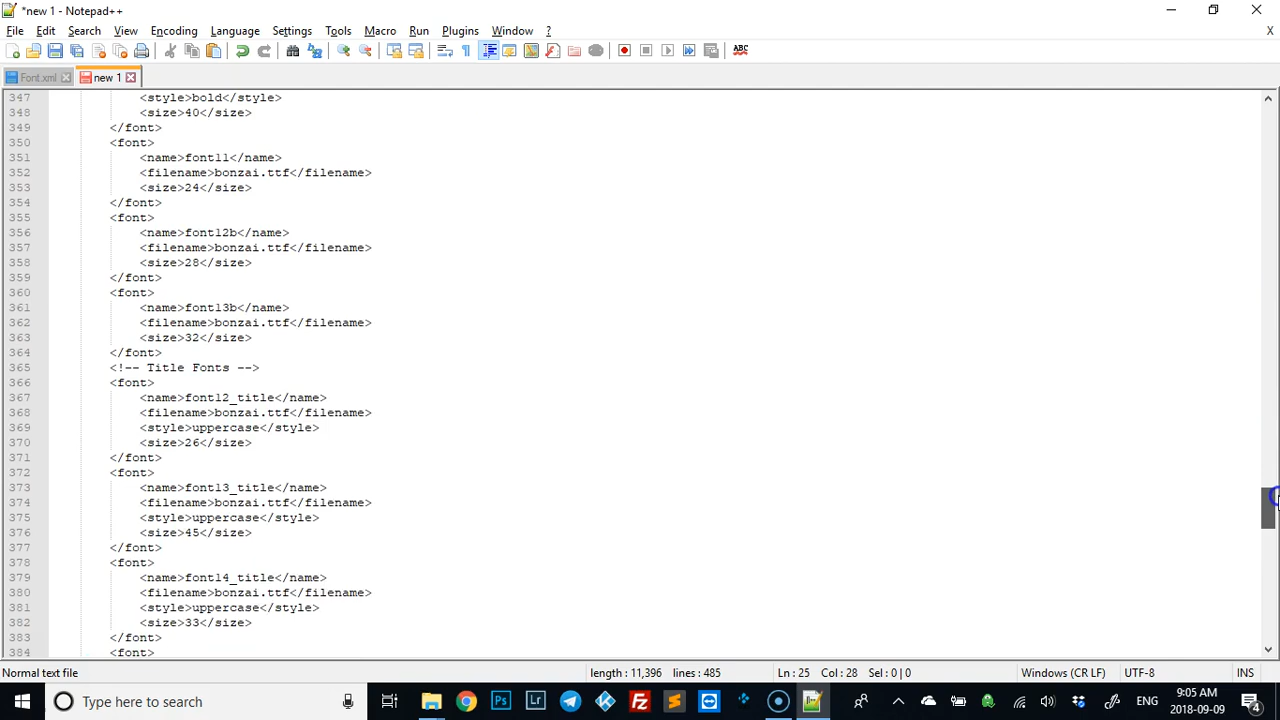 *new 1 - Notepad++
File Edit Search View Encoding Language Settings Tools Macro Run Plugins Window ?
X
ABC
Font.xml new 1
347 <style>bold</style>
348 <size>40</size>
349 </font>
350 <font>
351 <name>font11</name>
352 <filename>bonzai.ttf</filename>
353 <size>24</size>
354 </font>
355 <font>
356 <name>font12b</name>
357 <filename>bonzai.ttf</filename>
358 <size>28</size>
359 </font>
360 <font>
361 <name>font13b</name>
362 <filename>bonzai.ttf</filename>
363 <size>32</size>
364 </font>
365 <!-- Title Fonts -->
366 <font>
367 <name>font12_title</name>
368 <filename>bonzai.ttf</filename>
369 <style>uppercase</style>
370 <size>26</size>
371 </font>
372 <font>
373 <name>font13_title</name>
374 <filename>bonzai.ttf</filename>
375 <style>uppercase</style>
376 <size>45</size>
377 </font>
378 <font>
379 <name>font14_title</name>
380 <filename>bonzai.ttf</filename>
381 <style>uppercase</style>
382 <size>33</size>
383 </font>
384 <font>
Normal text file length : 11,396 lines : 485 Ln : 25 Col : 28 Sel : 0 | 0 Windows (CR LF) UTF-8 INS
Type here to search Ps Lr Fz ENG 9:05 AM 4
2018-09-09